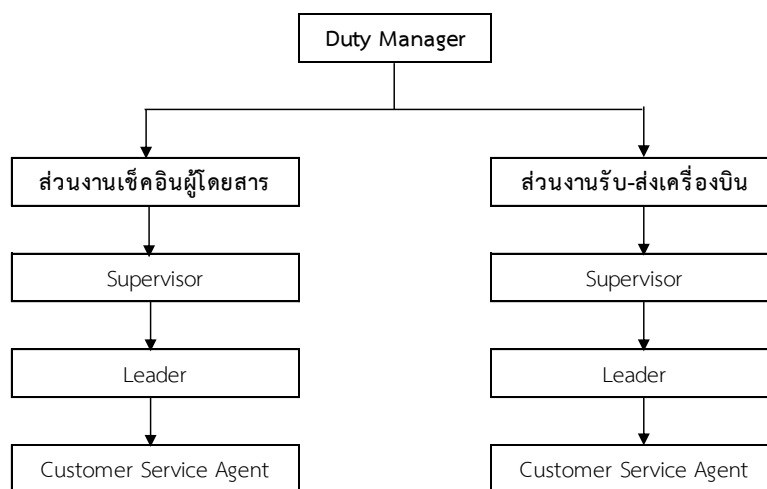 Duty Manager
ส่วนงานเช็คอินผู้โดยสาร
ส่วนงานรับ-ส่งเครื่องบิน
Supervisor
Supervisor
Leader
Leader
Customer Service Agent
Customer Service Agent